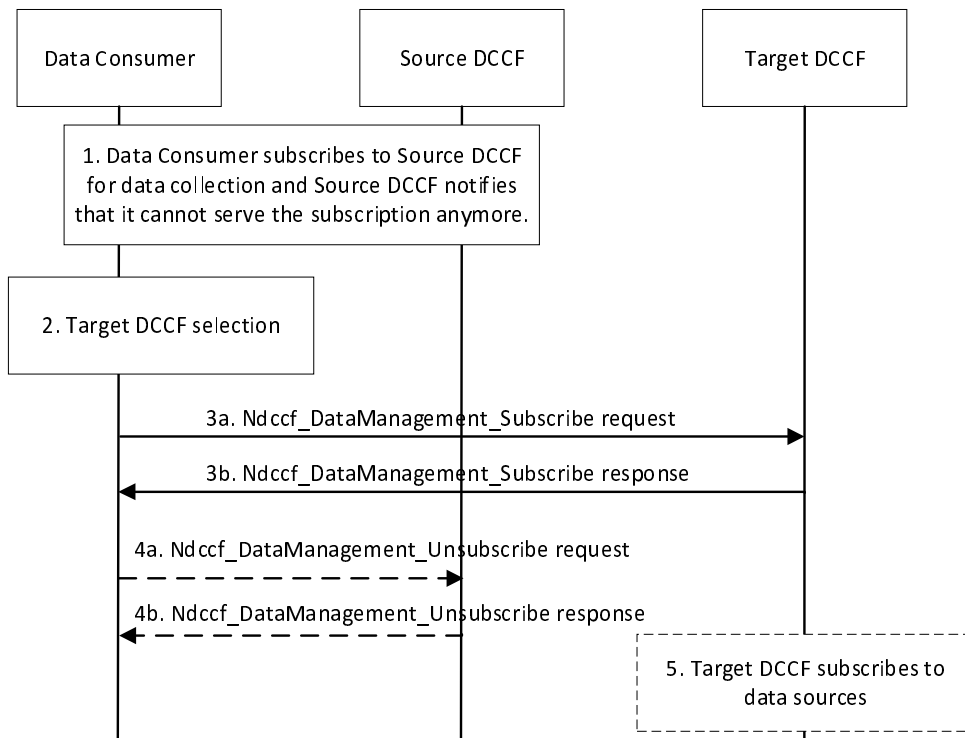 Data Consumer
Source DCCF
Target DCCF
1. Data Consumer subscribes to Source DCCF
for data collection and Source DCCF notifies
that it cannot serve the subscription anymore.
2. Target DCCF selection
3a. Ndccf_DataManagement_Subscribe request
3b. Ndccf_DataManagement_Subscribe response
4a. Ndccf_DataManagement_Unsubscribe request
4b. Ndccf_DataManagement_Unsubscribe response
5. Target DCCF subscribes to
data sources